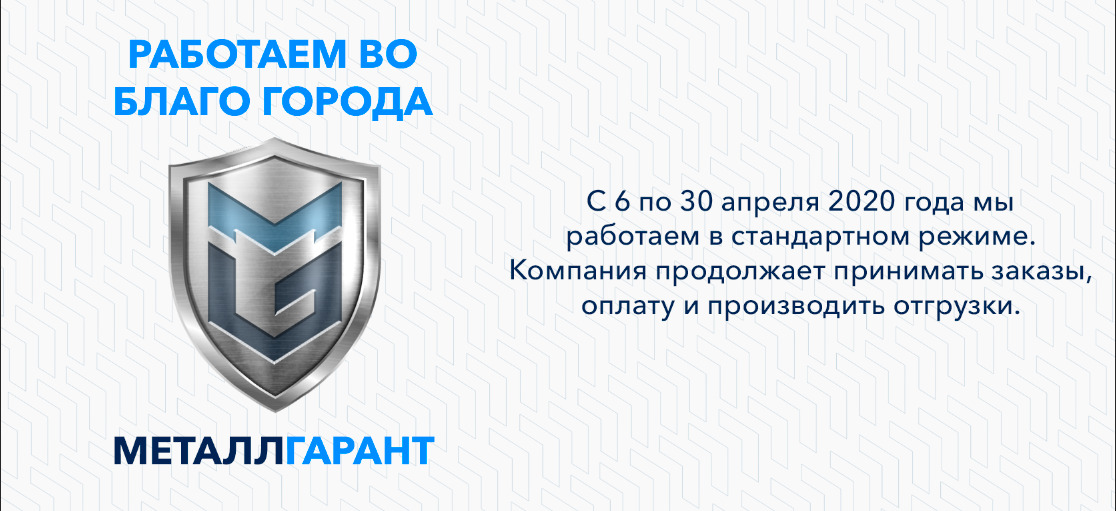 РАБОТАЕМ ВО
БЛАГО ГОРОДА
МЕТАЛЛГАРАНТ
С 6 по 30 апреля 2020 года мы
работаем в стандартном режиме.
Компания продолжает принимать заказы,
оплату и производить отгрузки.